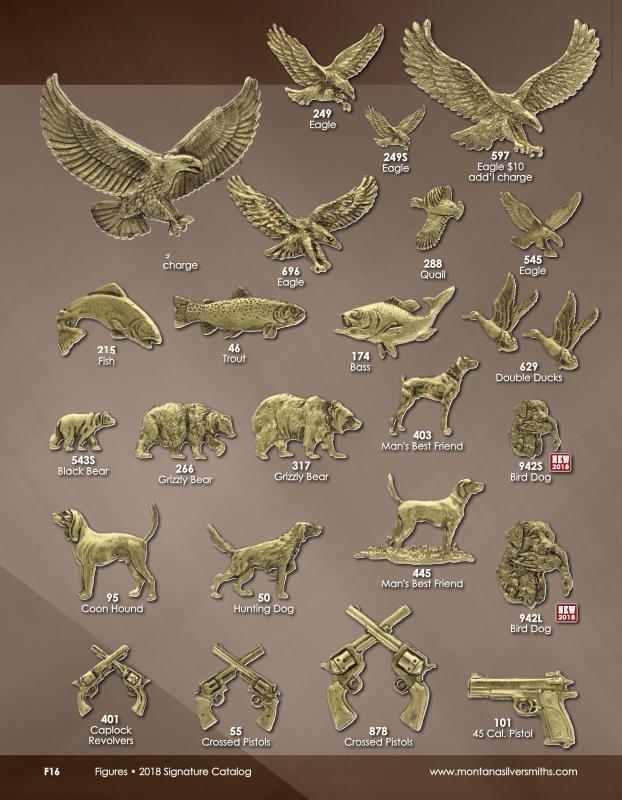 249
Eagle
249S
Eagle
597
Eagle $10
add'l charge
charge
696
Eagle
288
Quail
545
Eagle
215
Fish
46
Trout
174
Bass
629
Double Ducks
543S
Black Bear
266
Grizzly Bear
317
Grizzly Bear
403
Man's Best Friend
942S
Bird Dog
NEW
2018
95
Coon Hound
50
Hunting Dog
445
Man's Best Friend
942L
Bird Dog
NEW
2018
401
Caplock
Revolvers
55
Crossed Pistols
878
Crossed Pistols
101
45 Cal. Pistol
F16 Figures • 2018 Signature Catalog www.montanasilversmiths.com